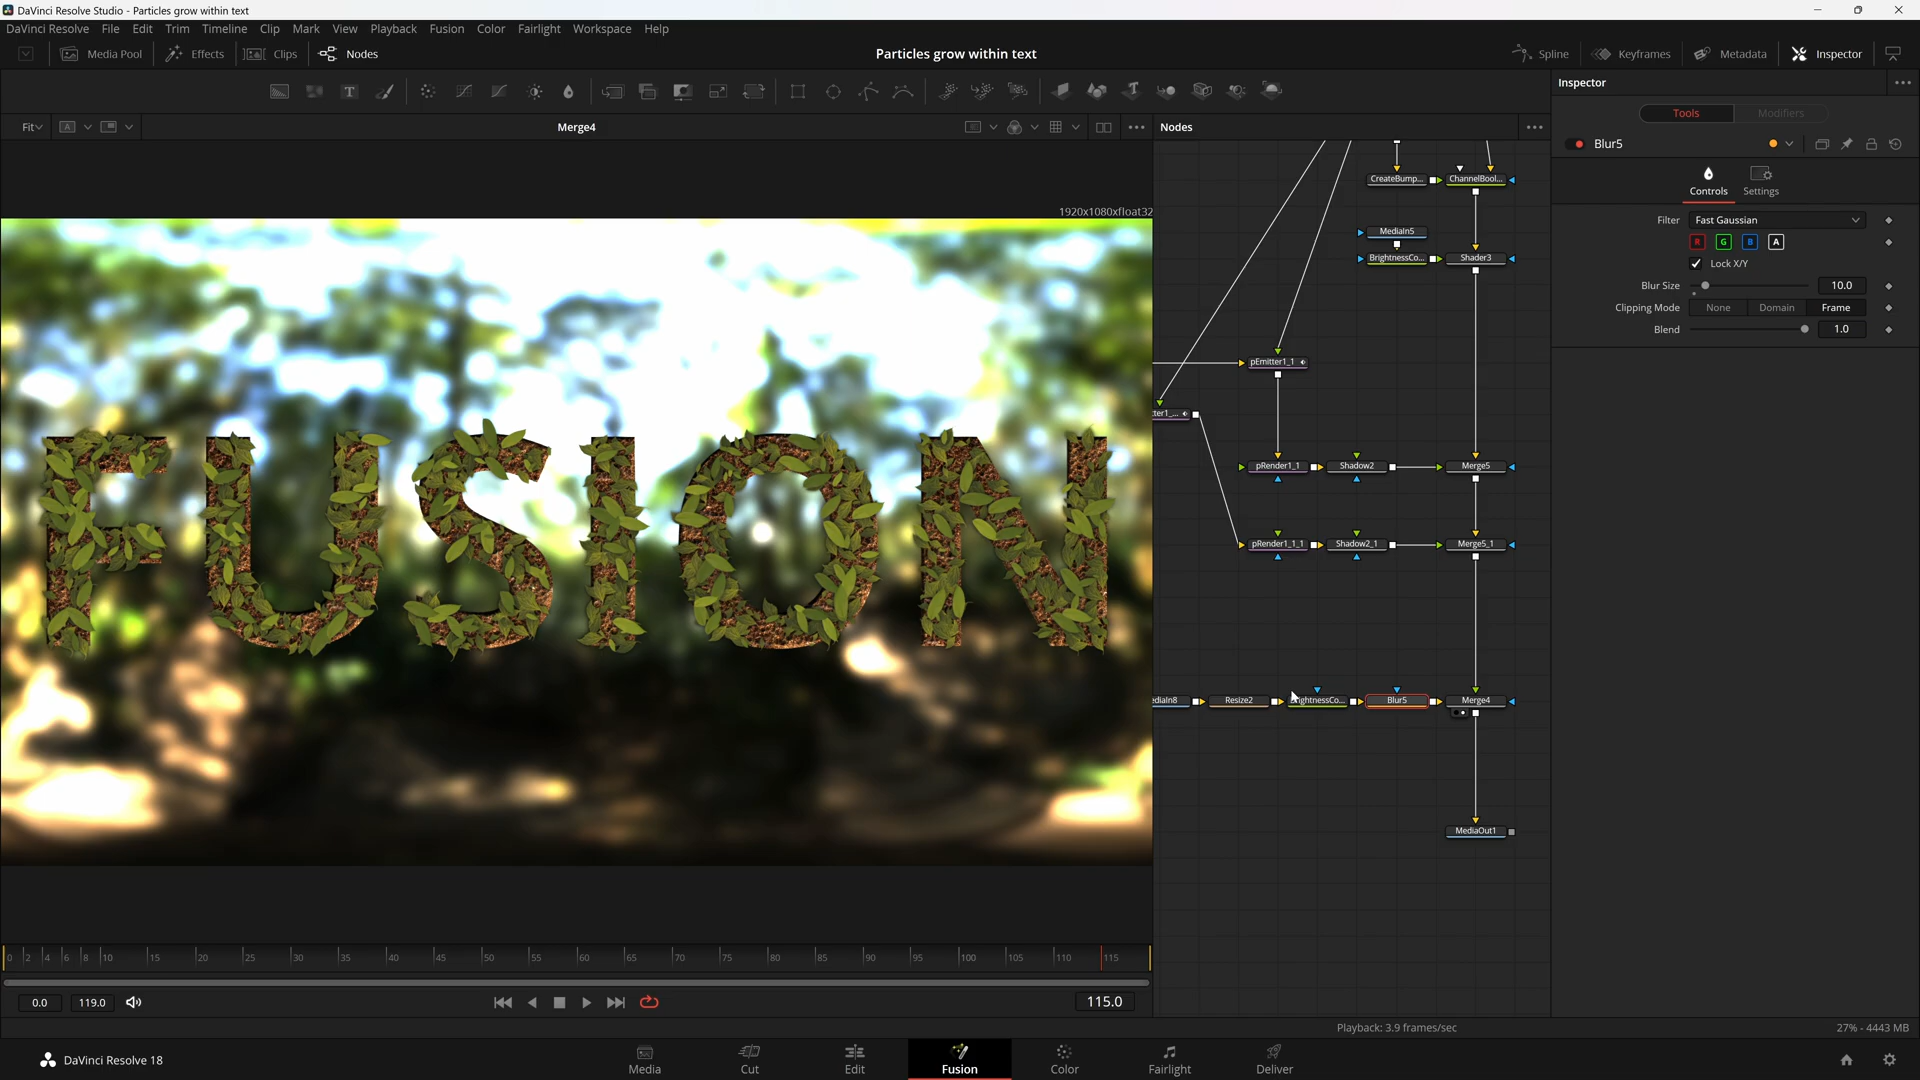 DaVinci Resolve Studio - Particles grow within text
DaVinci Resolve File Edit Trim Timeline Clip Mark View Playback Fusion Color Fairlight Workspace Help
Media Pool Effects Clips Nodes Particles grow within text Spline Keyframes Metadata Inspector
Inspector
Tools Modifiers
Fit A Merge4 Nodes
Blur5
Controls Settings
1920x1080xfloat32
Filter Fast Gaussian
R G B A
Lock X/Y
Blur Size 10.0
Clipping Mode None Domain Frame
Blend 1.0
CreateBump... ChannelBool...
MediaIn5
BrightnessCo... Shader3
pEmitter1_1
tter1_...
pRender1_1 Shadow2 Merge5
pRender1_1_1 Shadow2_1 Merge5_1
ediaIn8 Resize2 BrightnessCo... Blur5 Merge4
MediaOut1
FUSION
0 2 4 6 8 10 15 20 25 30 35 40 45 50 55 60 65 70 75 80 85 90 95 100 105 110 115
0.0 119.0 115.0
Playback: 3.9 frames/sec 27% - 4443 MB
DaVinci Resolve 18
Media Cut Edit Fusion Color Fairlight Deliver